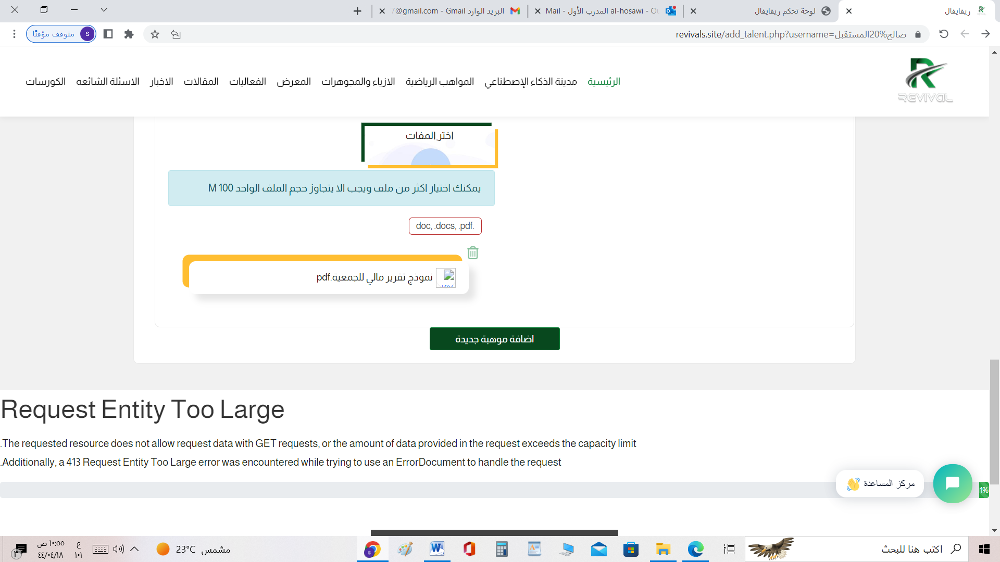 ريفايفال
لوحة تحكم ريفايفال
Mail - المدرب الأول al-hosawi - Ou
7@gmail.com - Gmail البريد الوارد
revivals.site/add_talent.php?username=صالح%20المستقبل
متوقف مؤقتًا
S
REVIVAL
الرئيسية
مدينة الذكاء الإصطناعي
المواهب الرياضية
الازياء والمجوهرات
المعرض
الفعاليات
المقالات
الاخبار
الاسئلة الشائعه
الكورسات
اختر المفات
يمكنك اختيار اكثر من ملف ويجب الا يتجاوز حجم الملف الواحد 100 M
doc, .docs, .pdf.
نموذج تقرير مالي للجمعية.pdf
اضافة موهبة جديدة
Request Entity Too Large
.The requested resource does not allow request data with GET requests, or the amount of data provided in the request exceeds the capacity limit
.Additionally, a 413 Request Entity Too Large error was encountered while trying to use an ErrorDocument to handle the request
مركز المساعدة
1%
اكتب هنا للبحث
23°C مشمس
ع
١٠١
١٠:٥٥ ص
٤٤/٠٤/١٨
٣